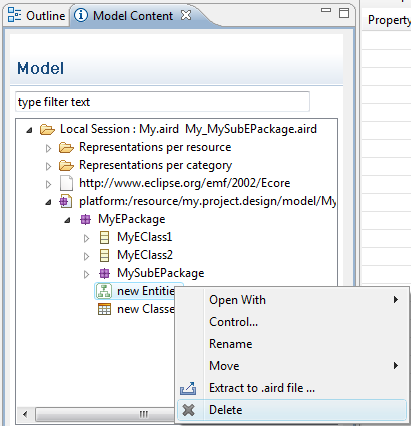 Outline Model Content Property
Model
type filter text
Local Session : My.aird My_MySubEPackage.aird
Representations per resource
Representations per category
http://www.eclipse.org/emf/2002/Ecore
platform:/resource/my.project.design/model/My
MyEPackage
MyEClass1
MyEClass2
MySubEPackage
new Entitie
new Classe
Open With
Control...
Rename
Move
Extract to .aird file ...
Delete